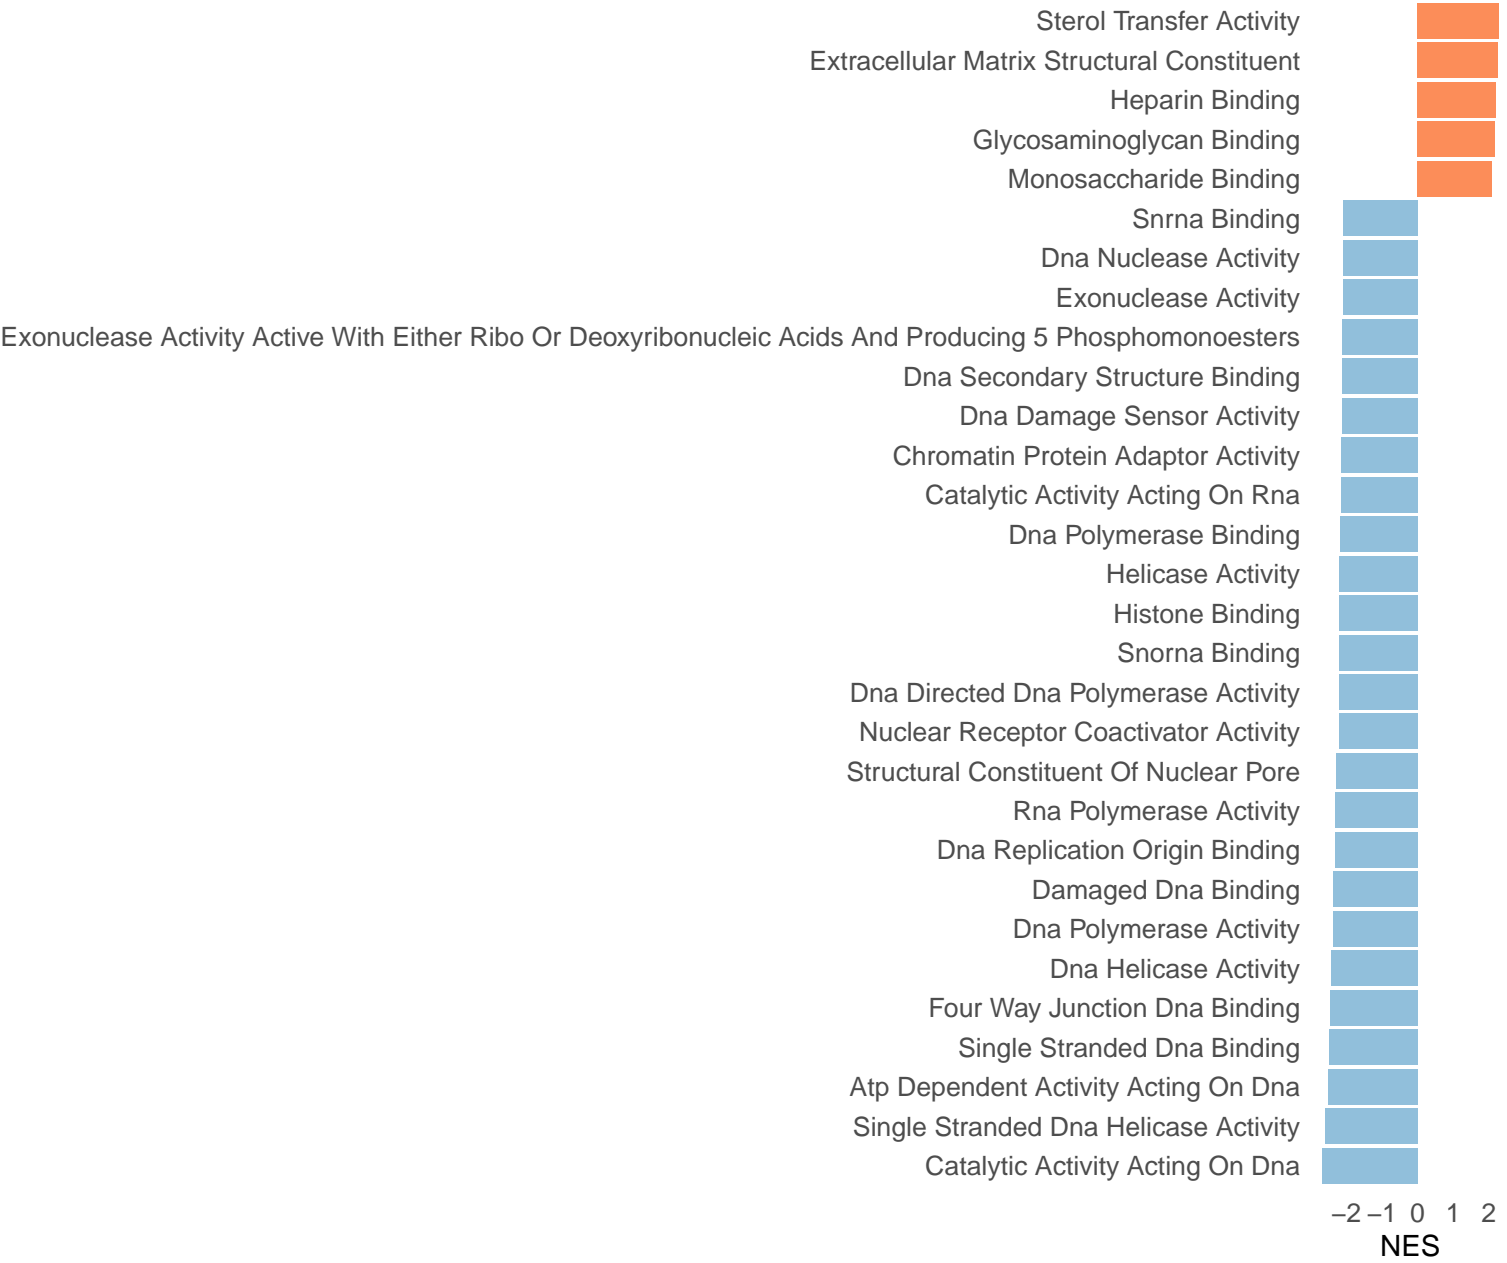 Sterol Transfer Activity
Extracellular Matrix Structural Constituent
Heparin Binding
Glycosaminoglycan Binding
Monosaccharide Binding
Snrna Binding
Dna Nuclease Activity
Exonuclease Activity
Exonuclease Activity Active With Either Ribo Or Deoxyribonucleic Acids And Producing 5 Phosphomonoesters
Dna Secondary Structure Binding
Dna Damage Sensor Activity
Chromatin Protein Adaptor Activity
Catalytic Activity Acting On Rna
Dna Polymerase Binding
Helicase Activity
Histone Binding
Snorna Binding
Dna Directed Dna Polymerase Activity
Nuclear Receptor Coactivator Activity
Structural Constituent Of Nuclear Pore
Rna Polymerase Activity
Dna Replication Origin Binding
Damaged Dna Binding
Dna Polymerase Activity
Dna Helicase Activity
Four Way Junction Dna Binding
Single Stranded Dna Binding
Atp Dependent Activity Acting On Dna
Single Stranded Dna Helicase Activity
Catalytic Activity Acting On Dna
−2 −1 0 1 2
NES